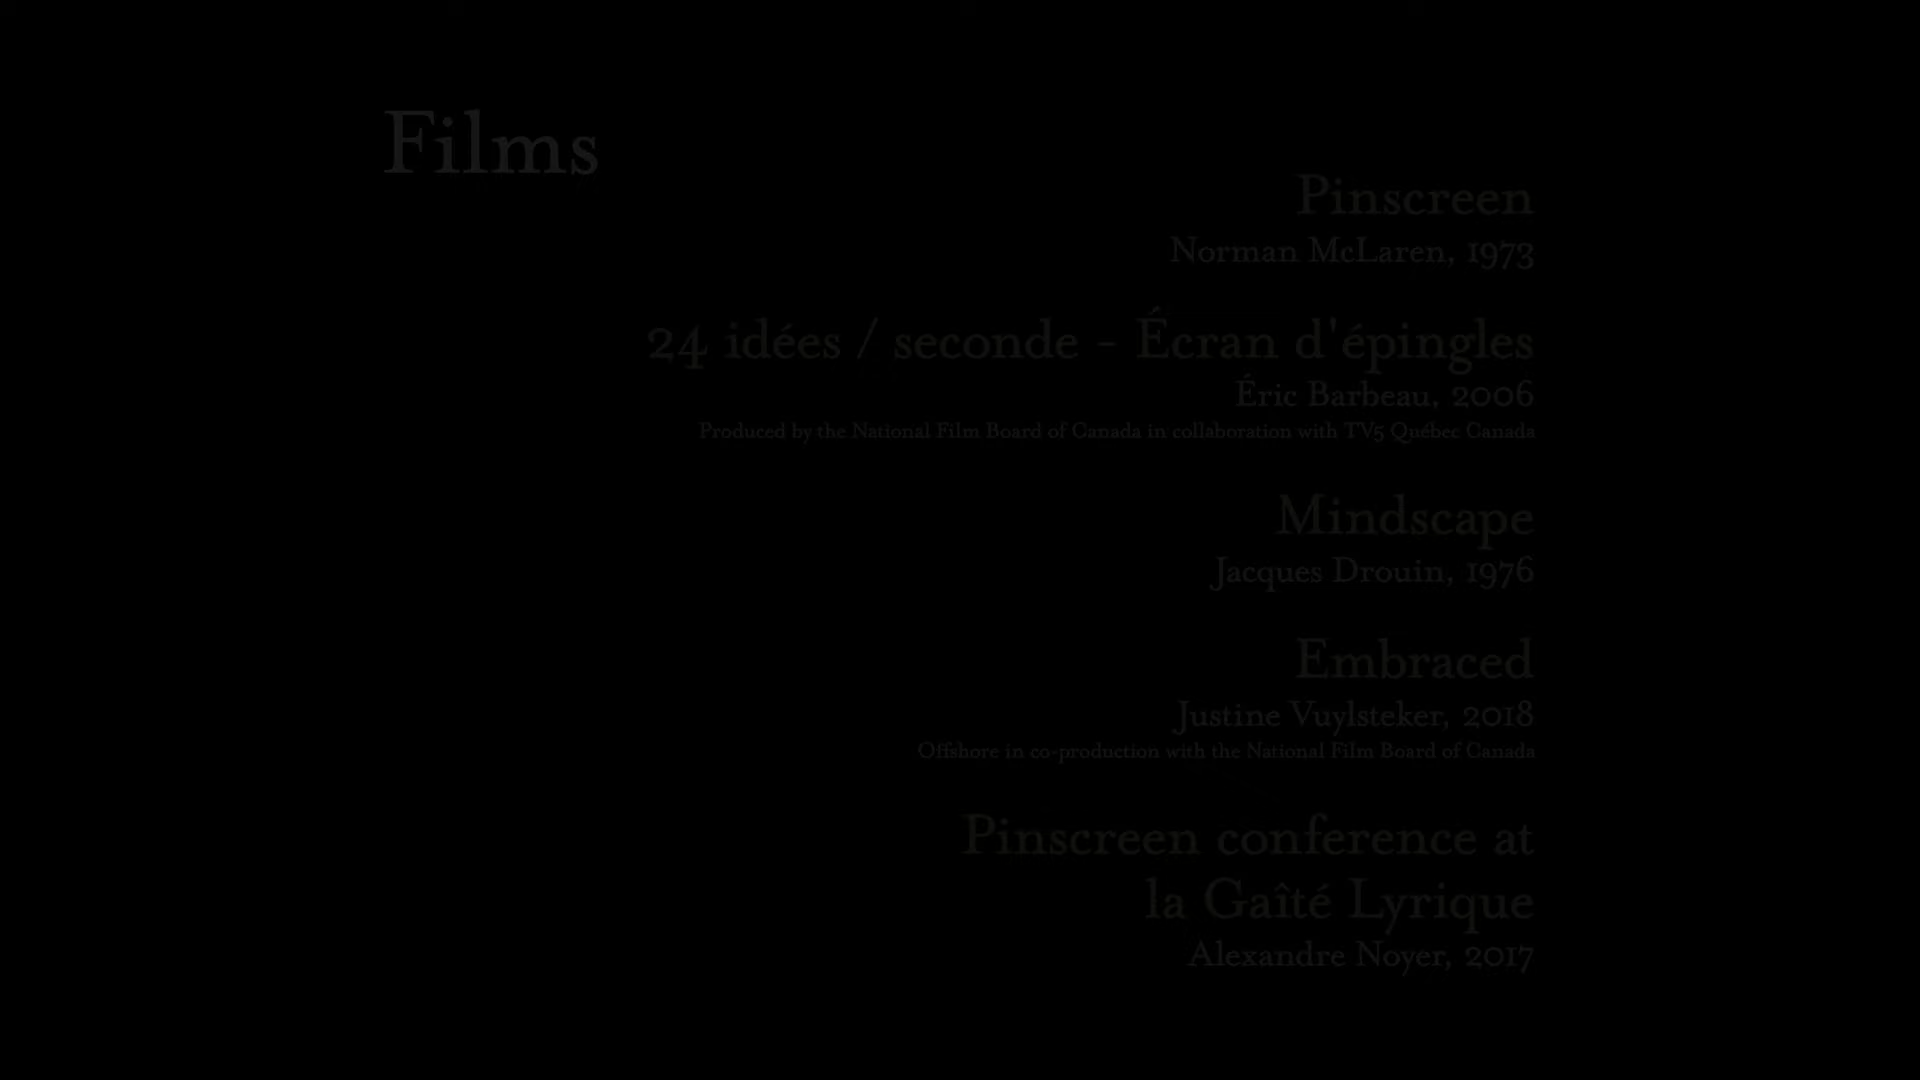 Films
Pinscreen
Norman McLaren, 1973
24 idées / seconde - Écran d'épingles
Éric Barbeau, 2006
Produced by the National Film Board of Canada in collaboration with TV5 Québec Canada
Mindscape
Jacques Drouin, 1976
Embraced
Justine Vuylsteker, 2018
Offshore in co-production with the National Film Board of Canada
Pinscreen conference at
la Gaîté Lyrique
Alexandre Noyer, 2017